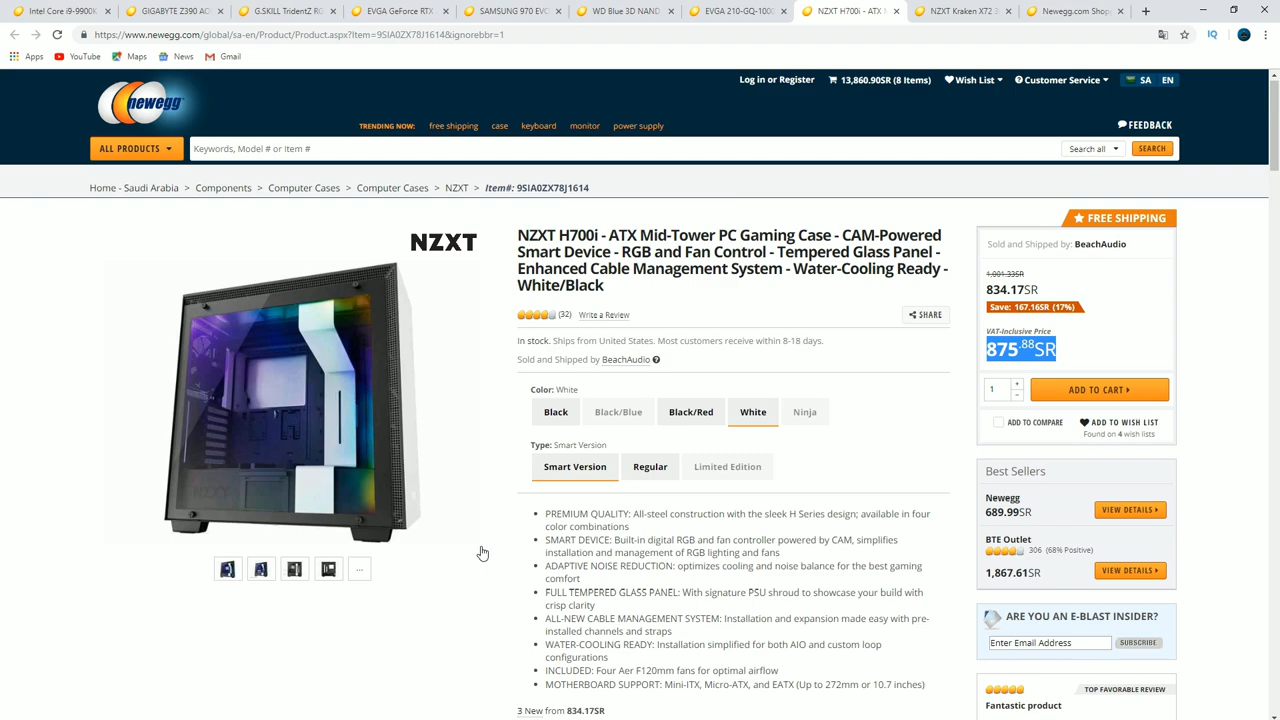 Intel Core i9-9900K
GIGABYTE Z390 AO
G.SKILL TridentZ RG
EVGA GeForce RTX
SAMSUNG 970 EVO
WD Blue 3D NAND
EVGA 210-GQ-1000
NZXT H700i - ATX
NZXT Kraken X72 3
Newegg.com Shop
https://www.newegg.com/global/sa-en/Product/Product.aspx?Item=9SIA0ZX78J1614&ignorebbr=1
IQ
Apps YouTube Maps News Gmail
newegg
Log in or Register 13,860.90SR (8 Items) Wish List Customer Service SA EN
TRENDING NOW: free shipping case keyboard monitor power supply
FEEDBACK
ALL PRODUCTS Keywords, Model # or Item # Search all SEARCH
Home - Saudi Arabia > Components > Computer Cases > Computer Cases > NZXT > Item#: 9SIA0ZX78J1614
NZXT
NZXT
NZXT H700i - ATX Mid-Tower PC Gaming Case - CAM-Powered
Smart Device - RGB and Fan Control - Tempered Glass Panel -
Enhanced Cable Management System - Water-Cooling Ready -
White/Black
(32) Write a Review SHARE
In stock. Ships from United States. Most customers receive within 8-18 days.
Sold and Shipped by BeachAudio
Color: White
Black Black/Blue Black/Red White Ninja
Type: Smart Version
Smart Version Regular Limited Edition
• PREMIUM QUALITY: All-steel construction with the sleek H Series design; available in four
color combinations
• SMART DEVICE: Built-in digital RGB and fan controller powered by CAM, simplifies
installation and management of RGB lighting and fans
• ADAPTIVE NOISE REDUCTION: optimizes cooling and noise balance for the best gaming
comfort
• FULL TEMPERED GLASS PANEL: With signature PSU shroud to showcase your build with
crisp clarity
• ALL-NEW CABLE MANAGEMENT SYSTEM: Installation and expansion made easy with pre-
installed channels and straps
• WATER-COOLING READY: Installation simplified for both AIO and custom loop
configurations
• INCLUDED: Four Aer F120mm fans for optimal airflow
• MOTHERBOARD SUPPORT: Mini-ITX, Micro-ATX, and EATX (Up to 272mm or 10.7 inches)
3 New from 834.17SR
...
FREE SHIPPING
Sold and Shipped by: BeachAudio
1,001.33SR
834.17SR
Save: 167.16SR (17%)
VAT-Inclusive Price
875.88SR
1 + - ADD TO CART
ADD TO COMPARE ADD TO WISH LIST
Found on 4 wish lists
Best Sellers
Newegg
689.99SR VIEW DETAILS
BTE Outlet
306 (68% Positive)
1,867.61SR VIEW DETAILS
ARE YOU AN E-BLAST INSIDER?
Enter Email Address SUBSCRIBE
TOP FAVORABLE REVIEW
Fantastic product